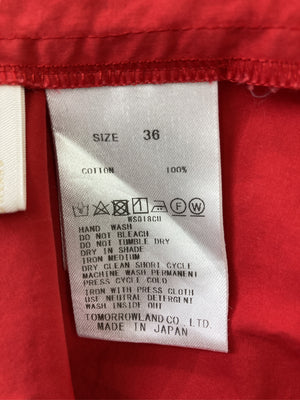 SIZE 36
COTTON 100%
WS018CU
HAND WASH
DO NOT BLEACH
DO NOT TUMBLE DRY
DRY IN SHADE
IRON MEDIUM
DRY CLEAN SHORT CYCLE
MACHINE WASH PERMANENT
PRESS CYCLE COLD
IRON WITH PRESS CLOTH
USE NEUTRAL DETERGENT
WASH INSIDE OUT
TOMORROWLAND CO., LTD.
MADE IN JAPAN